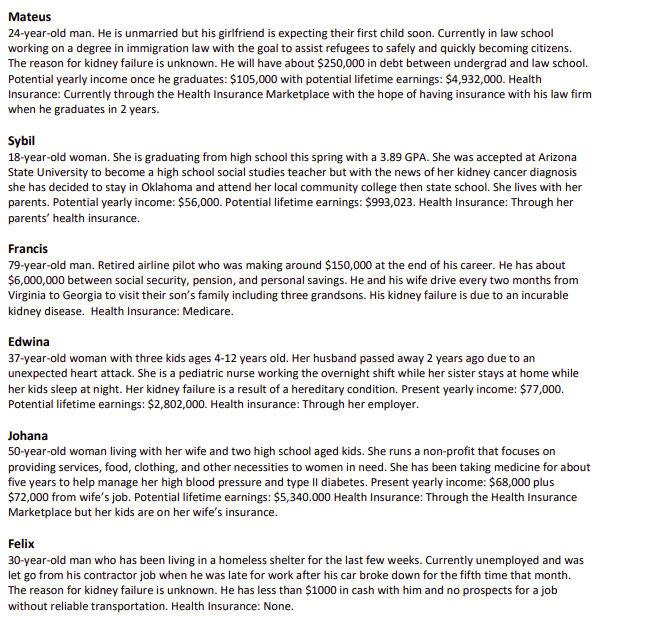 Mateus
24-year-old man. He is unmarried but his girlfriend is expecting their first child soon. Currently in law school
working on a degree in immigration law with the goal to assist refugees to safely and quickly becoming citizens.
The reason for kidney failure is unknown. He will have about $250,000 in debt between undergrad and law school.
Potential yearly income once he graduates: $105,000 with potential lifetime earnings: $4,932,000. Health
Insurance: Currently through the Health Insurance Marketplace with the hope of having insurance with his law firm
when he graduates in 2 years.
Sybil
18-year-old woman. She is graduating from high school this spring with a 3.89 GPA. She was accepted at Arizona
State University to become a high school social studies teacher but with the news of her kidney cancer diagnosis
she has decided to stay in Oklahoma and attend her local community college then state school. She lives with her
parents. Potential yearly income: $56,000. Potential lifetime earnings: $993,023. Health Insurance: Through her
parents' health insurance.
Francis
79-year-old man. Retired airline pilot who was making around $150,000 at the end of his career. He has about
$6,000,000 between social security, pension, and personal savings. He and his wife drive every two months from
Virginia to Georgia to visit their son's family including three grandsons. His kidney failure is due to an incurable
kidney disease. Health Insurance: Medicare.
Edwina
37-year-old woman with three kids ages 4-12 years old. Her husband passed away 2 years ago due to an
unexpected heart attack. She is a pediatric nurse working the overnight shift while her sister stays at home while
her kids sleep at night. Her kidney failure is a result of a hereditary condition. Present yearly income: $77,000.
Potential lifetime earnings: $2,802,000. Health insurance: Through her employer.
Johana
50-year-old woman living with her wife and two high school aged kids. She runs a non-profit that focuses on
providing services, food, clothing, and other necessities to women in need. She has been taking medicine for about
five years to help manage her high blood pressure and type II diabetes. Present yearly income: $68,000 plus
$72,000 from wife's job. Potential lifetime earnings: $5,340.000 Health Insurance: Through the Health Insurance
Marketplace but her kids are on her wife's insurance.
Felix
30-year-old man who has been living in a homeless shelter for the last few weeks. Currently unemployed and was
let go from his contractor job when he was late for work after his car broke down for the fifth time that month.
The reason for kidney failure is unknown. He has less than $1000 in cash with him and no prospects for a job
without reliable transportation. Health Insurance: None.